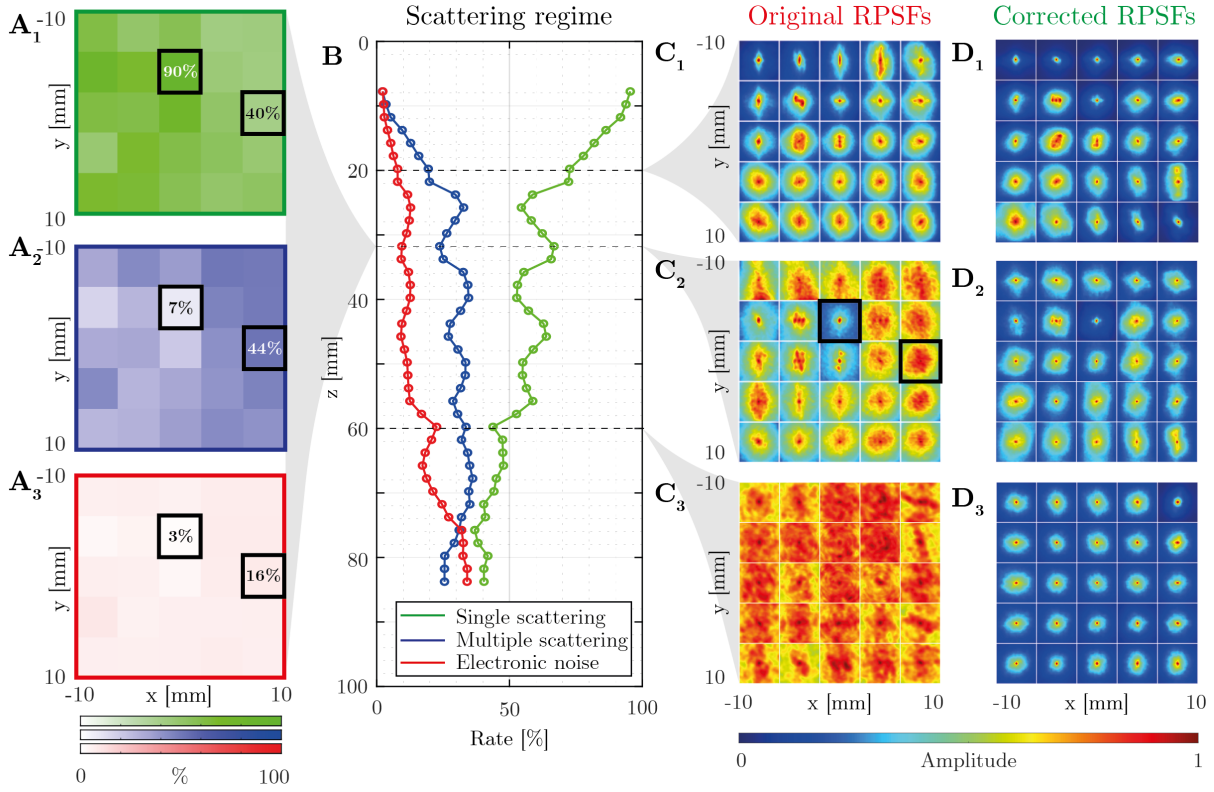 Scattering regime
Original RPSFs
Corrected RPSFs
A1
-10
y [mm]
10
90%
40%
A2
-10
y [mm]
10
7%
44%
A3
-10
y [mm]
10
3%
16%
-10
x [mm]
10
0
%
100
B
0
20
40
60
80
100
z [mm]
Single scattering
Multiple scattering
Electronic noise
0
50
100
Rate [%]
C1
-10
y [mm]
10
C2
-10
y [mm]
10
C3
-10
y [mm]
10
-10
x [mm]
10
D1
D2
D3
-10
x [mm]
10
0
Amplitude
1